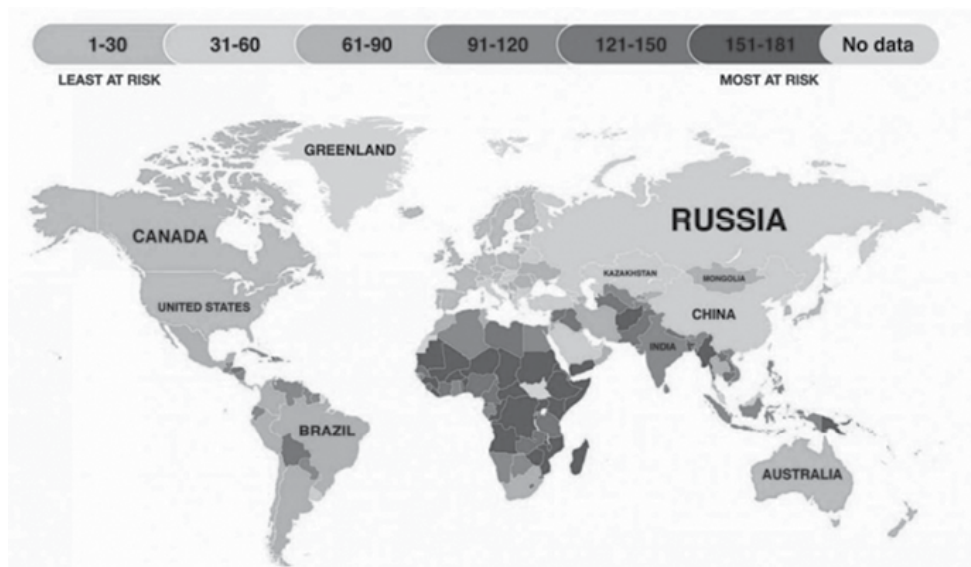 1-30 31-60 61-90 91-120 121-150 151-181 No data
LEAST AT RISK MOST AT RISK
GREENLAND
RUSSIA
CANADA
KAZAKHSTAN
MONGOLIA
UNITED STATES
CHINA
INDIA
BRAZIL
AUSTRALIA